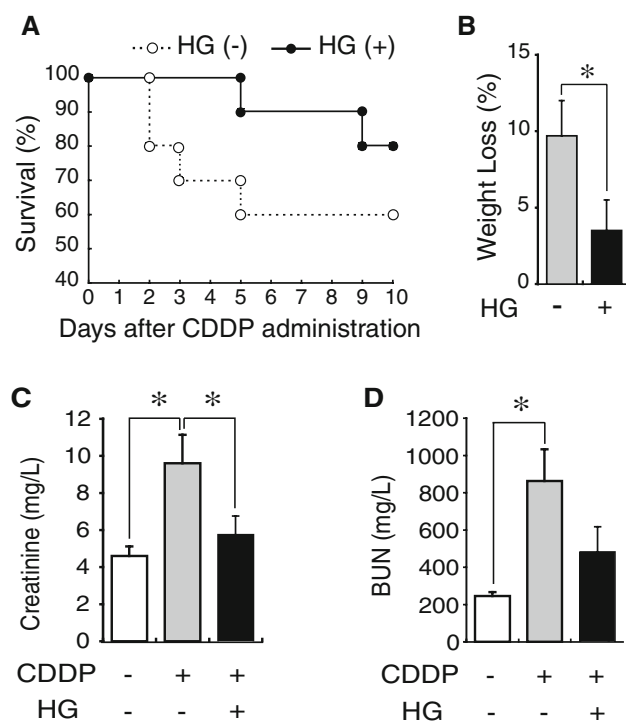 A
HG (-) HG (+)
100
90
80
70
60
50
40
Survival (%)
0 1 2 3 4 5 6 7 8 9 10
Days after CDDP administration
B
15
10
5
0
Weight Loss (%)
*
HG - +
C
12
10
8
6
4
2
0
Creatinine (mg/L)
* *
CDDP - + +
HG - - +
D
1200
1000
800
600
400
200
0
BUN (mg/L)
*
CDDP - + +
HG - - +